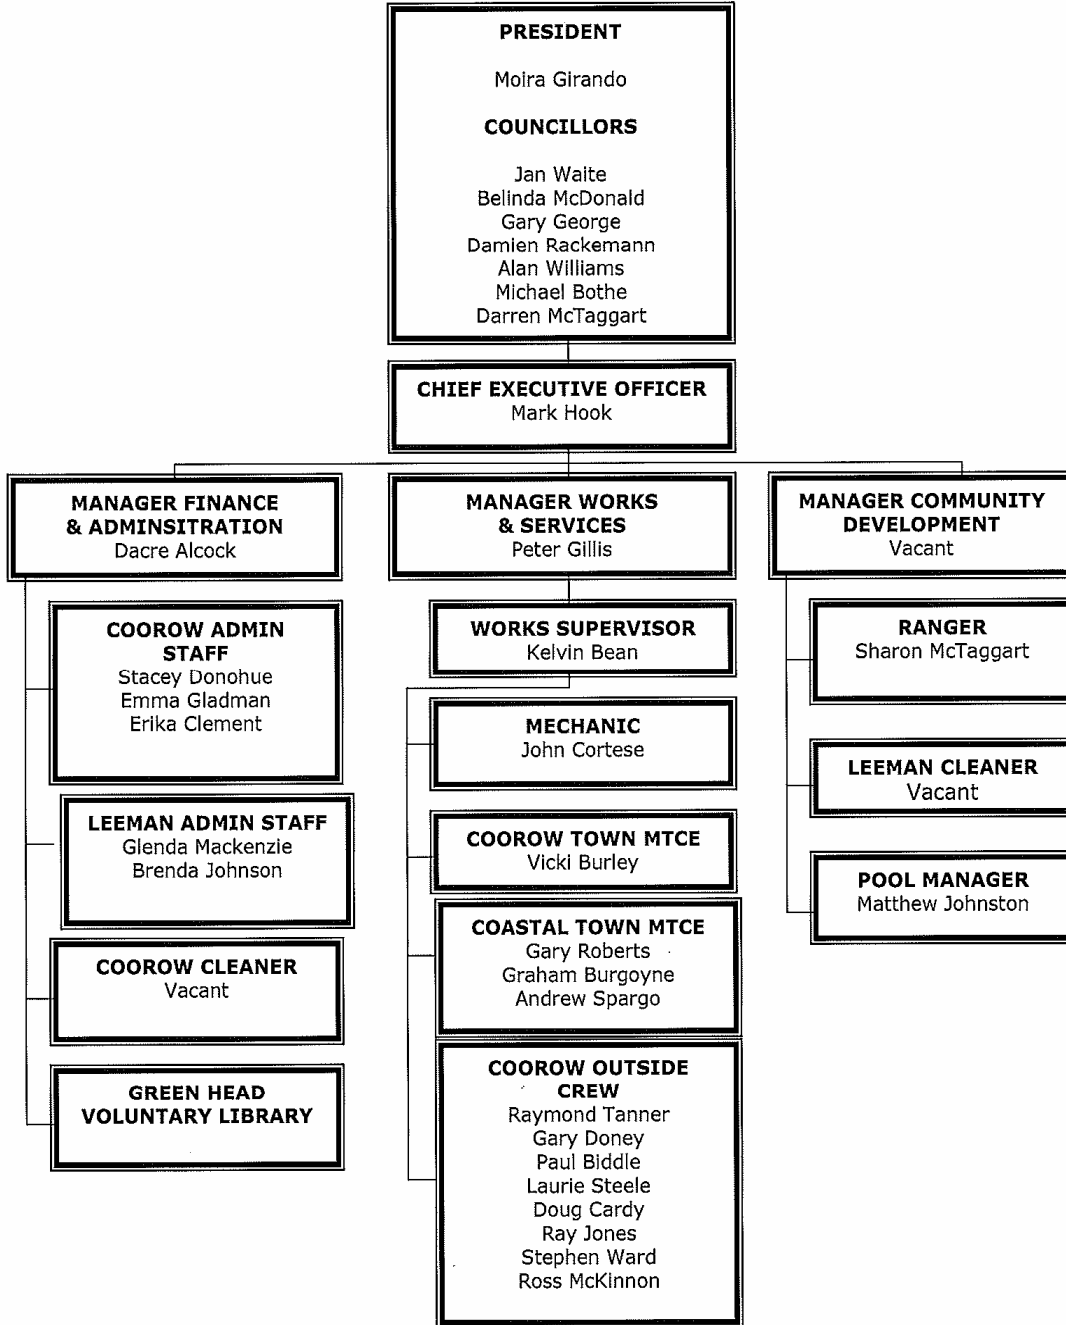 PRESIDENT
Moira Girando
COUNCILLORS
Jan Waite
Belinda McDonald
Gary George
Damien Rackemann
Alan Williams
Michael Bothe
Darren McTaggart
CHIEF EXECUTIVE OFFICER
Mark Hook
MANAGER FINANCE
& ADMINSITRATION
Dacre Alcock
COOROW ADMIN
STAFF
Stacey Donohue
Emma Gladman
Erika Clement
LEEMAN ADMIN STAFF
Glenda Mackenzie
Brenda Johnson
COOROW CLEANER
Vacant
GREEN HEAD
VOLUNTARY LIBRARY
MANAGER WORKS
& SERVICES
Peter Gillis
WORKS SUPERVISOR
Kelvin Bean
MECHANIC
John Cortese
COOROW TOWN MTCE
Vicki Burley
COASTAL TOWN MTCE
Gary Roberts
Graham Burgoyne
Andrew Spargo
COOROW OUTSIDE
CREW
Raymond Tanner
Gary Doney
Paul Biddle
Laurie Steele
Doug Cardy
Ray Jones
Stephen Ward
Ross McKinnon
MANAGER COMMUNITY
DEVELOPMENT
Vacant
RANGER
Sharon McTaggart
LEEMAN CLEANER
Vacant
POOL MANAGER
Matthew Johnston